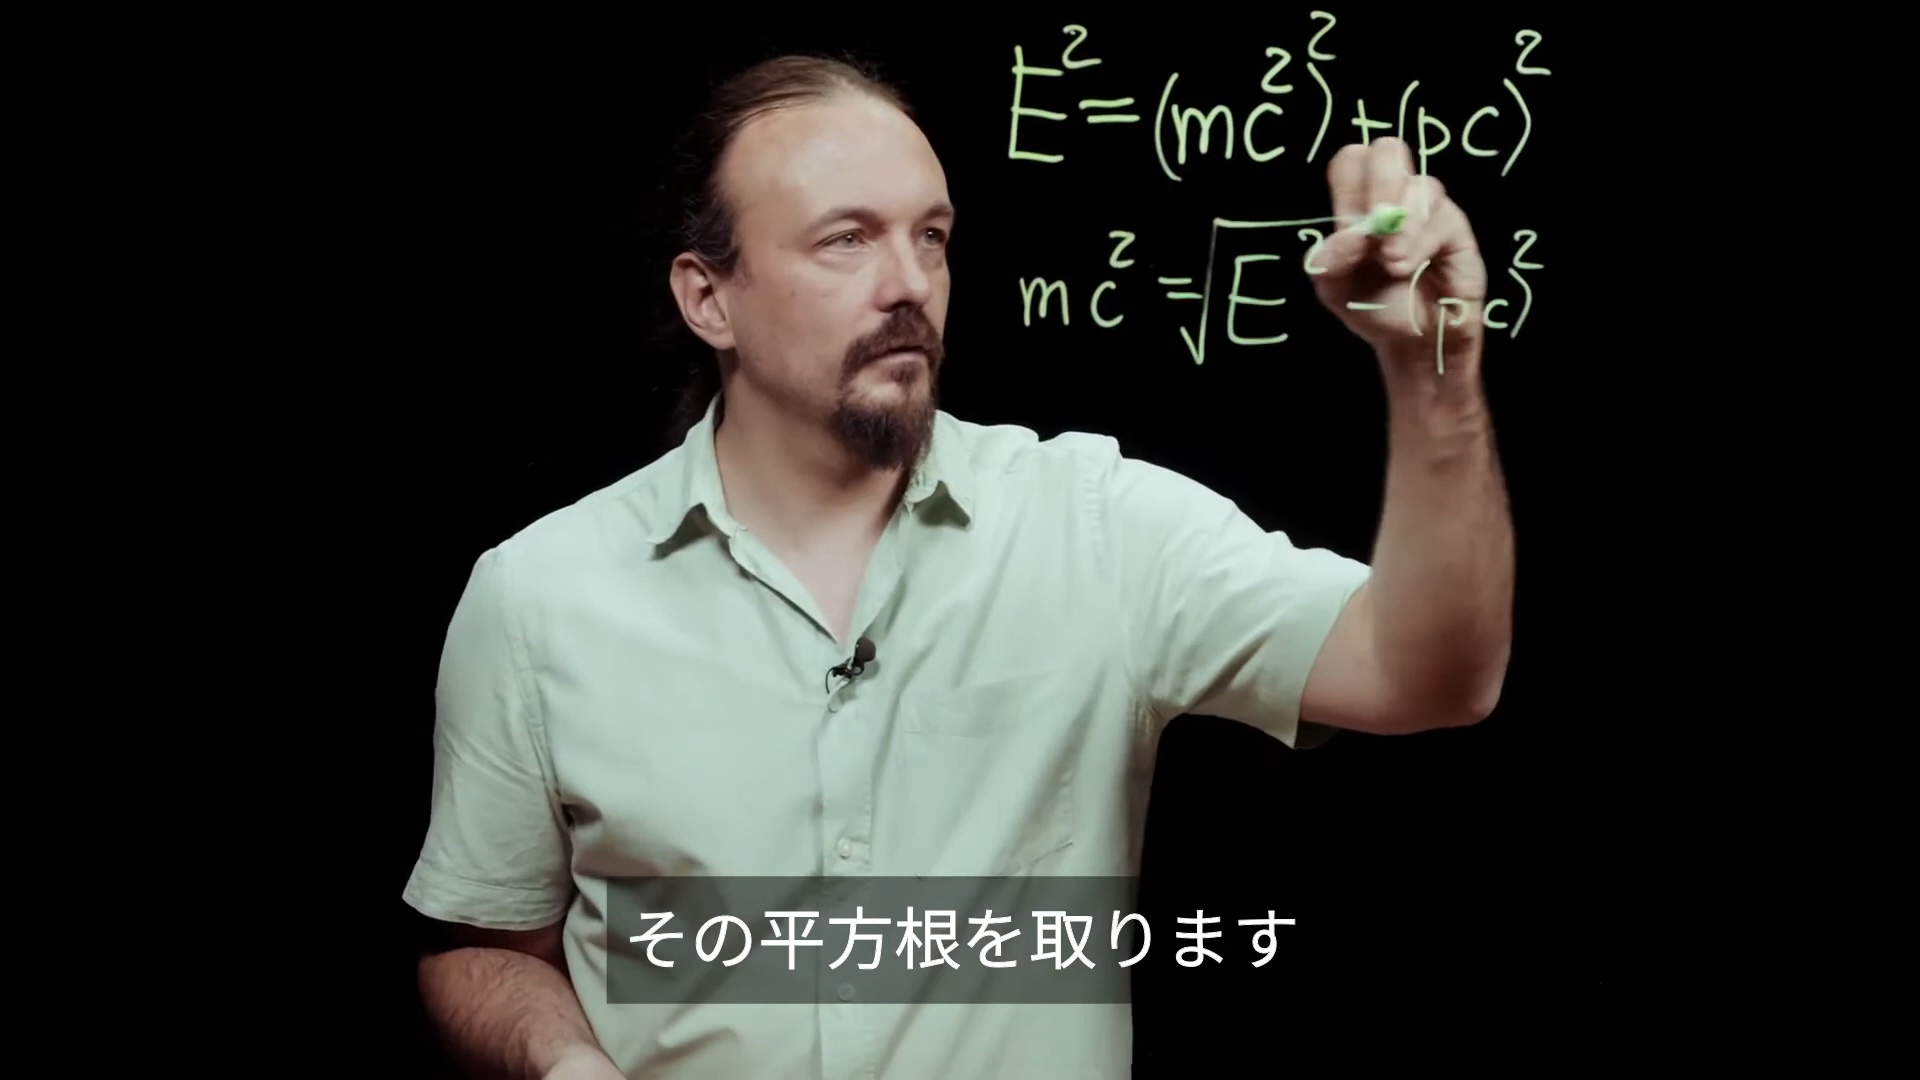 E² = (mc²)² + (pc)²
mc² = √E² - (pc)²
その平方根を取ります